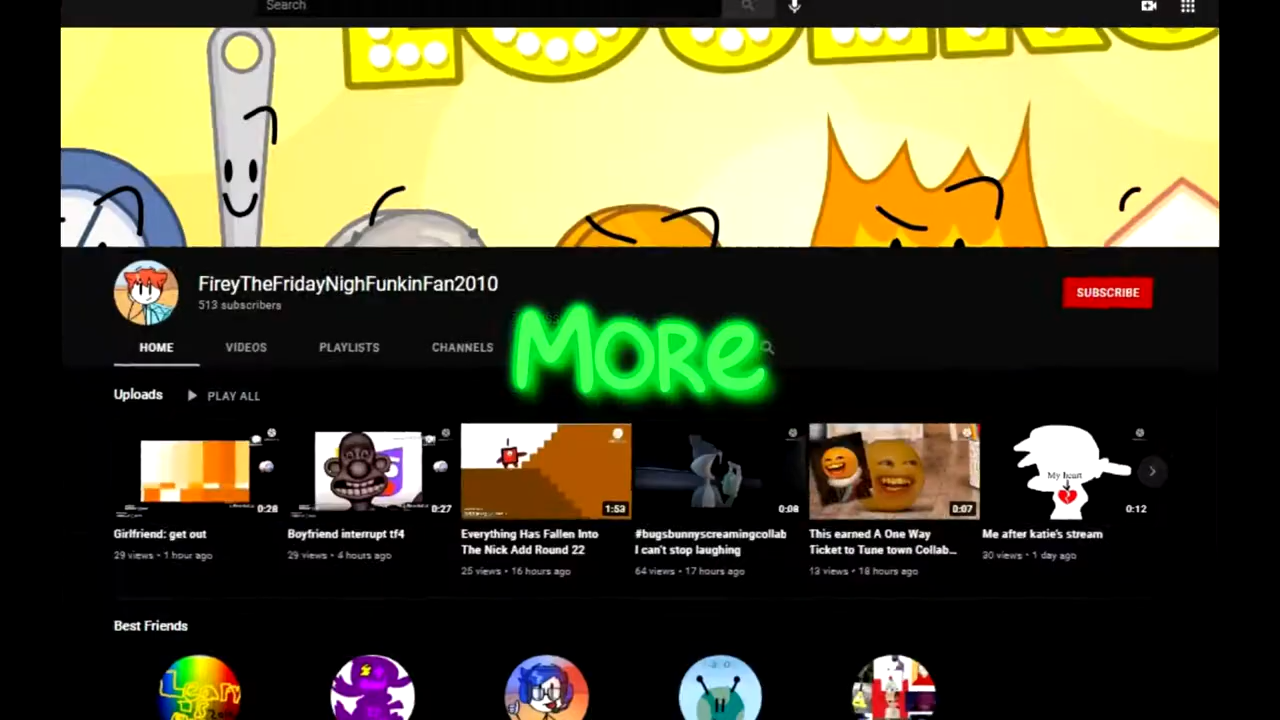 Search
FireyTheFridayNighFunkinFan2010
513 subscribers
SUBSCRIBE
HOME
VIDEOS
PLAYLISTS
CHANNELS
MORE
Uploads
PLAY ALL
0:28
0:27
1:53
0:08
0:07
My heart
0:12
Girlfriend: get out
29 views • 1 hour ago
Boyfriend interrupt tf4
29 views • 4 hours ago
Everything Has Fallen Into
The Nick Add Round 22
25 views • 16 hours ago
#bugsbunnyscreamingcollab
I can't stop laughing
64 views • 17 hours ago
This earned A One Way
Ticket to Tune town Collab...
13 views • 18 hours ago
Me after katie's stream
30 views • 1 day ago
Best Friends